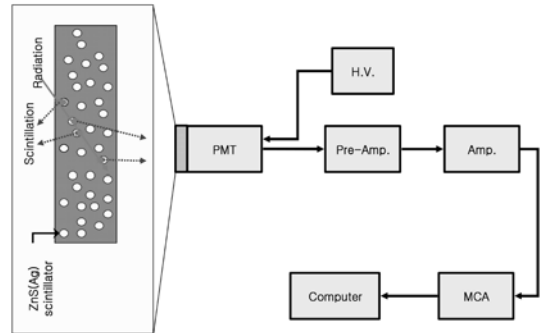 Radiation
Scintillation
ZnS(Ag)
scintillator
H.V.
PMT
Pre-Amp.
Amp.
Computer
MCA